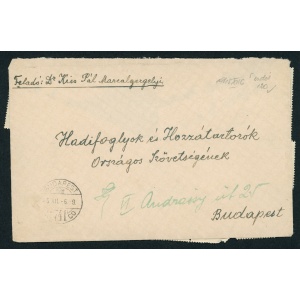 Feladó: Dr Kiss Pál Marcalgergelyi
Hadifoglyok és Hozzátartozók
Országos Szövetségének
VI Andrássy út 25
Budapest